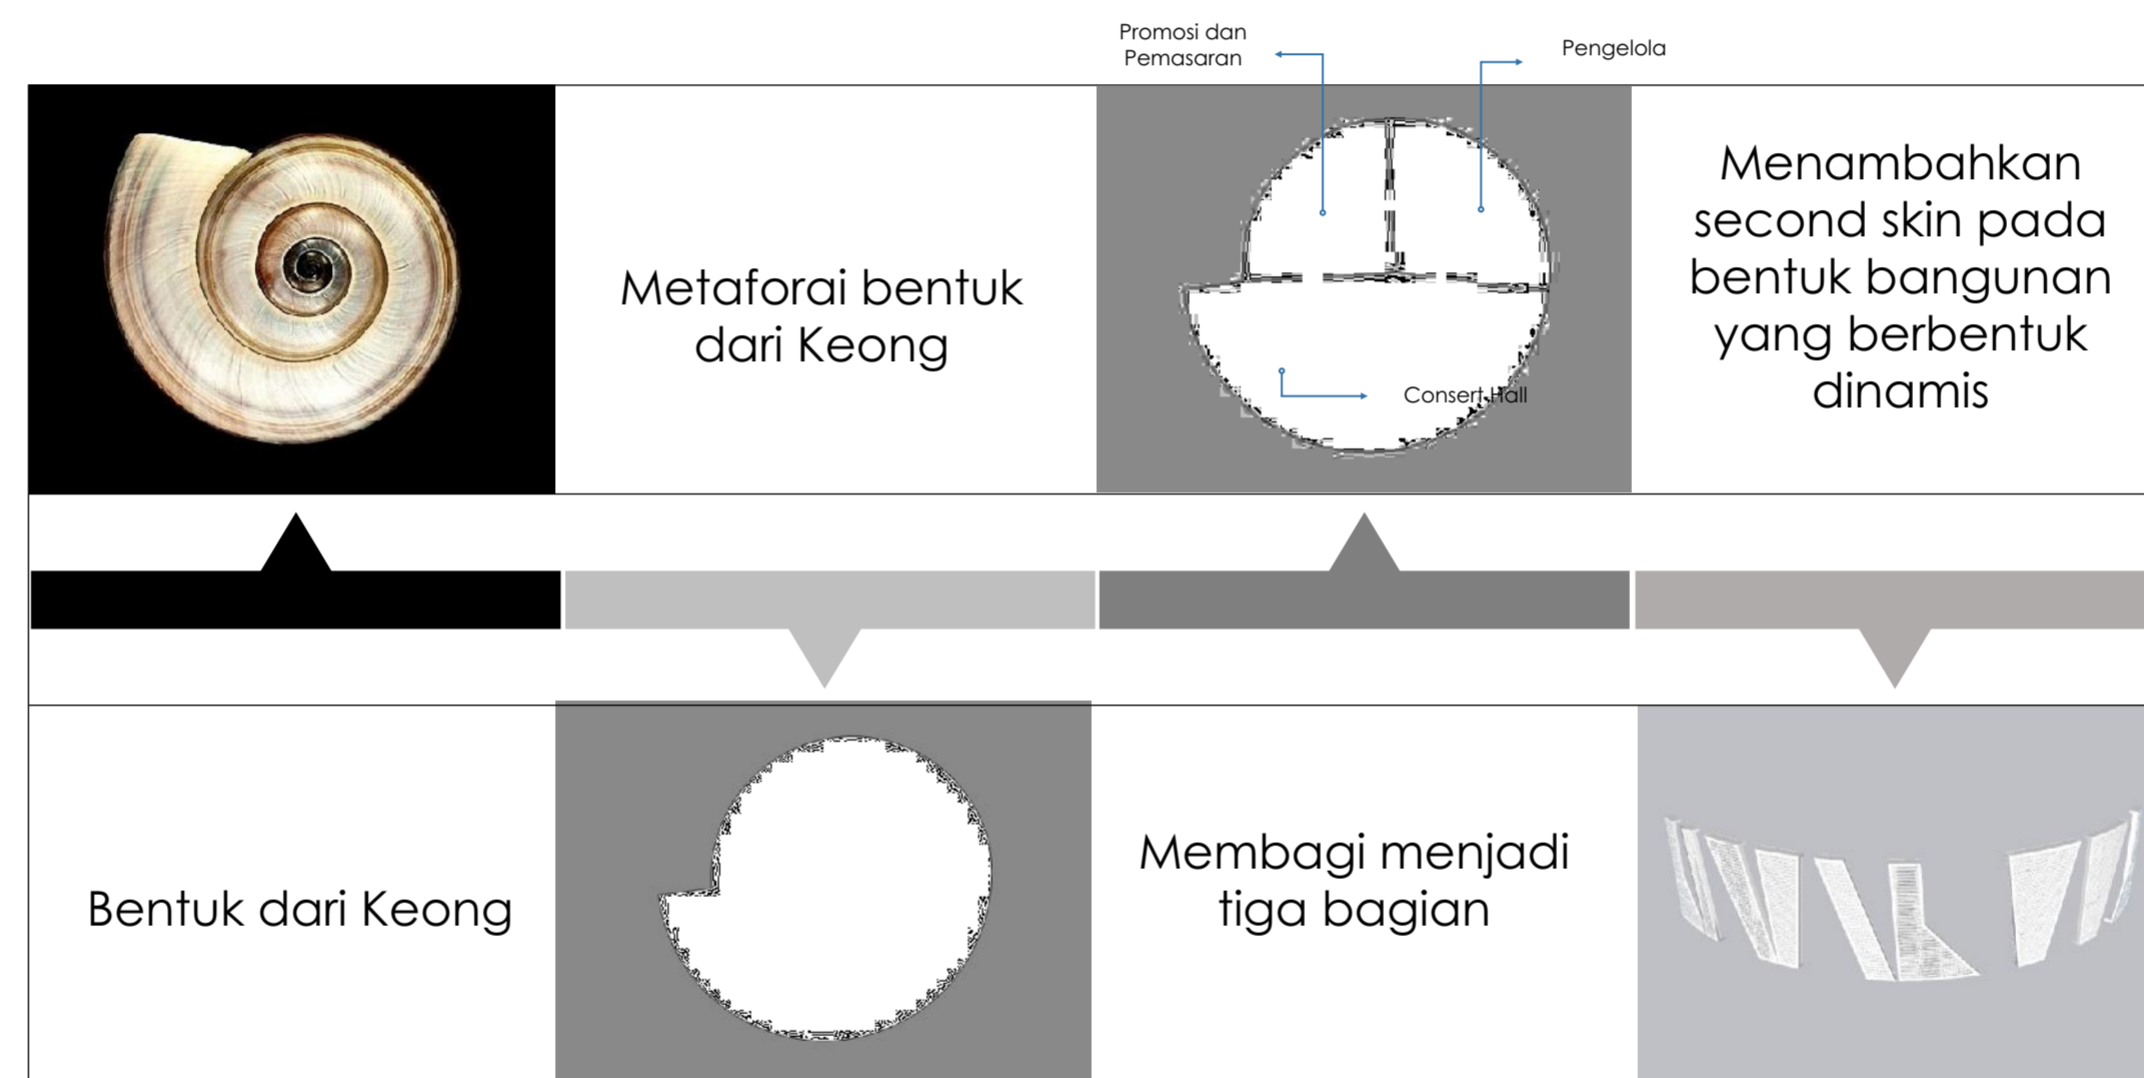 Promosi dan
Pemasaran
Pengelola
Metaforai bentuk
dari Keong
Consert Hall
Menambahkan
second skin pada
bentuk bangunan
yang berbentuk
dinamis
Bentuk dari Keong
Membagi menjadi
tiga bagian